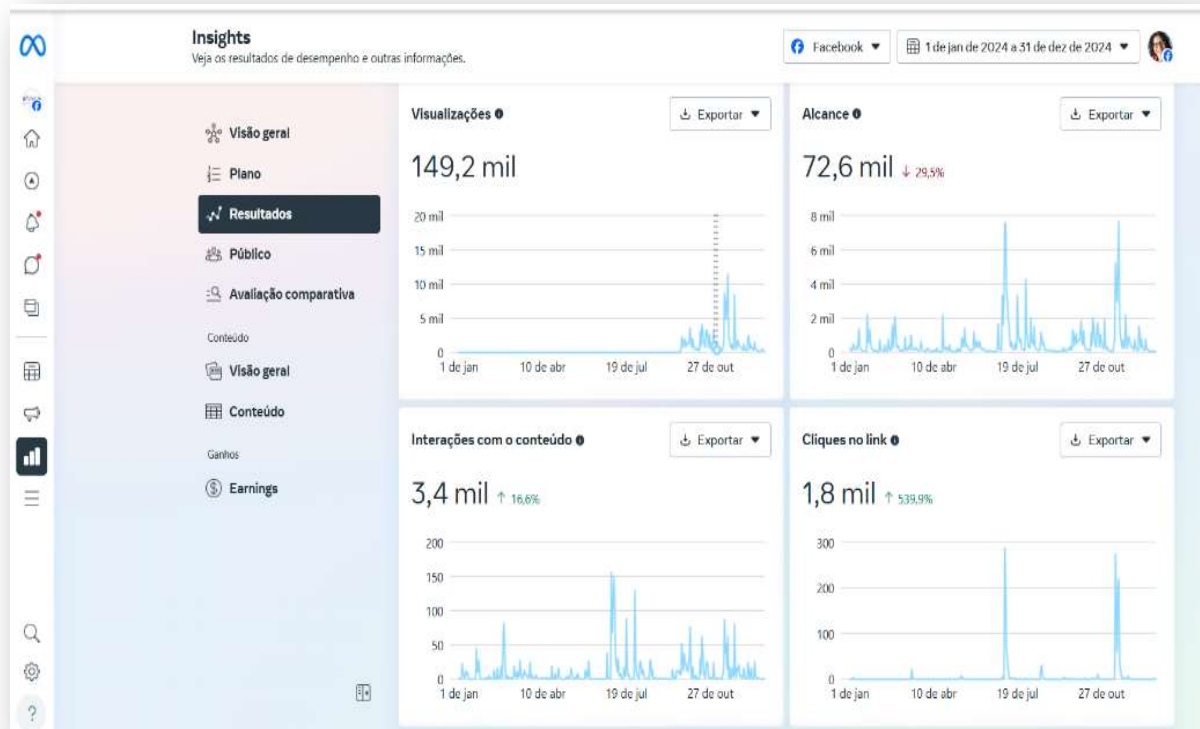 Insights
Veja os resultados de desempenho e outras informações.
Facebook
1 de jan de 2024 a 31 de dez de 2024
Visão geral
Plano
Resultados
Público
Avaliação comparativa
Conteúdo
Visão geral
Conteúdo
Ganhos
Earnings
Visualizações
Exportar
149,2 mil
20 mil
15 mil
10 mil
5 mil
0
1 de jan 10 de abr 19 de jul 27 de out
Alcance
Exportar
72,6 mil ↓ 29,5%
8 mil
6 mil
4 mil
2 mil
0
1 de jan 10 de abr 19 de jul 27 de out
Interações com o conteúdo
Exportar
3,4 mil ↑ 16,6%
200
150
100
50
0
1 de jan 10 de abr 19 de jul 27 de out
Cliques no link
Exportar
1,8 mil ↑ 539,9%
300
200
100
0
1 de jan 10 de abr 19 de jul 27 de out